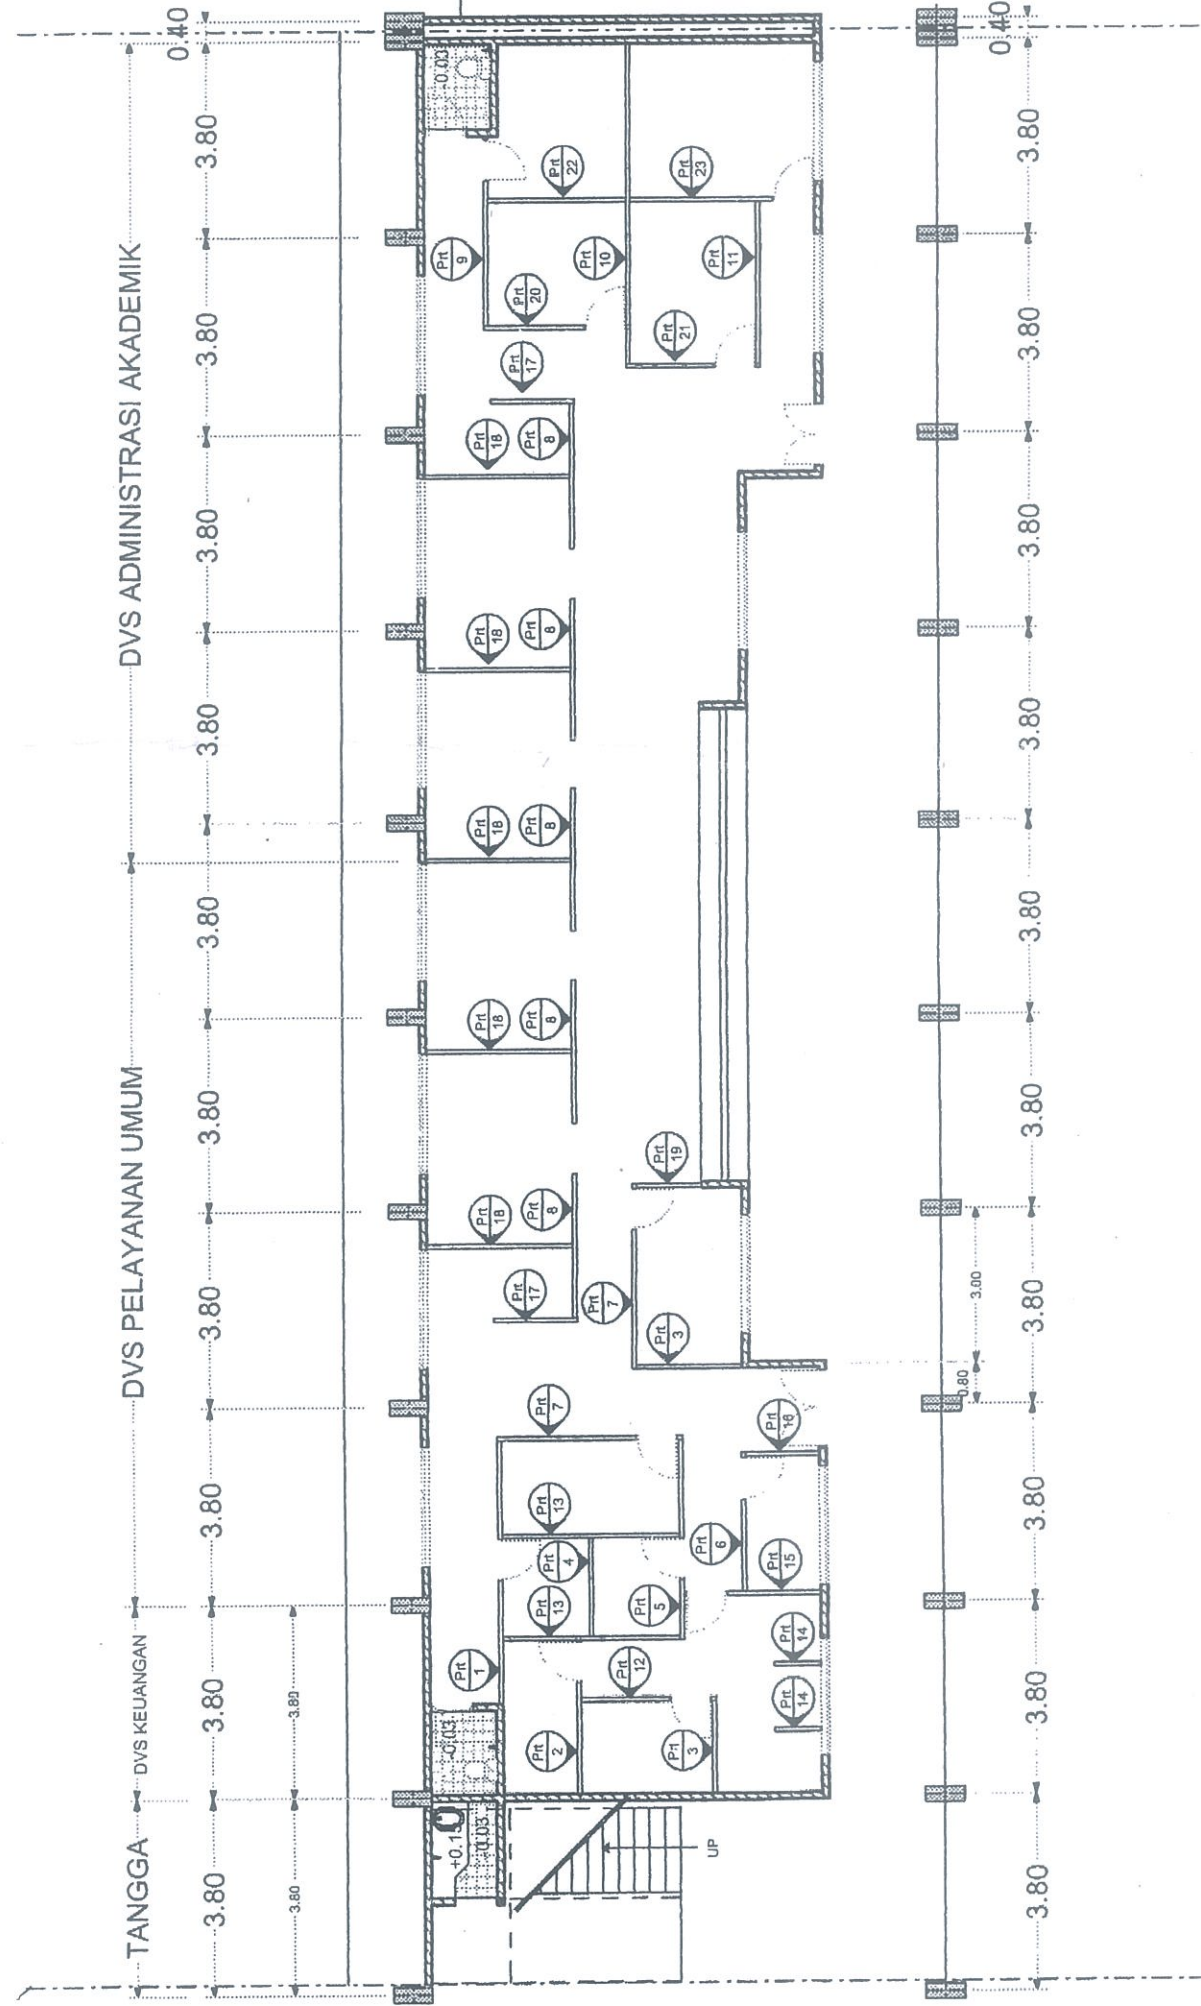 TANGGA DVS KEUANGAN DVS PELAYANAN UMUM DVS ADMINISTRASI AKADEMIK
3.80 3.80 3.80 3.80 3.80 3.80 3.80 3.80 3.80 3.80 0.40
3.80 3.80
+0.15
-0.03
-0.03
Prt 1
Prt 9
Prt 18
Prt 18
Prt 18
Prt 18
Prt 18
Prt 2
Prt 13
Prt 4
Prt 13
Prt 7
Prt 17
Prt 8
Prt 8
Prt 8
Prt 8
Prt 8
Prt 17
Prt 20
Prt 22
Prt 12
Prt 7
Prt 10
Prt 3
Prt 5
Prt 3
Prt 19
Prt 21
Prt 23
UP
Prt 6
Prt 11
Prt 14
Prt 14
Prt 15
Prt 16
0.80 3.00
3.80 3.80 3.80 3.80 3.80 3.80 3.80 3.80 3.80 3.80 0.40